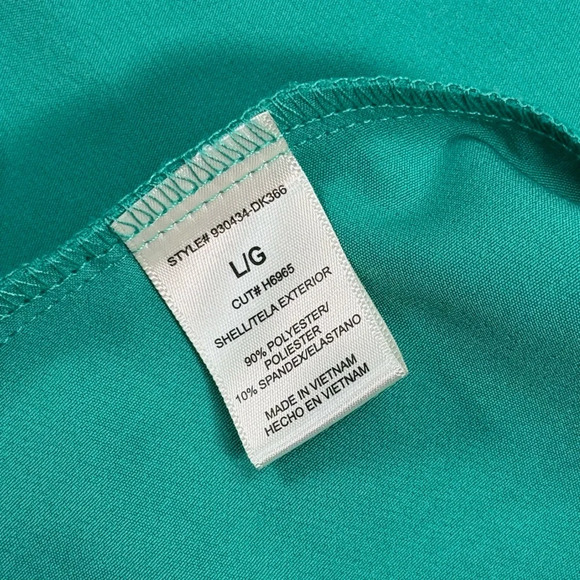 STYLE# 930434-DK366
L/G
CUT# H6965
SHELL/TELA EXTERIOR
90% POLYESTER/
POLIESTER
10% SPANDEX/ELASTANO
MADE IN VIETNAM
HECHO EN VIETNAM